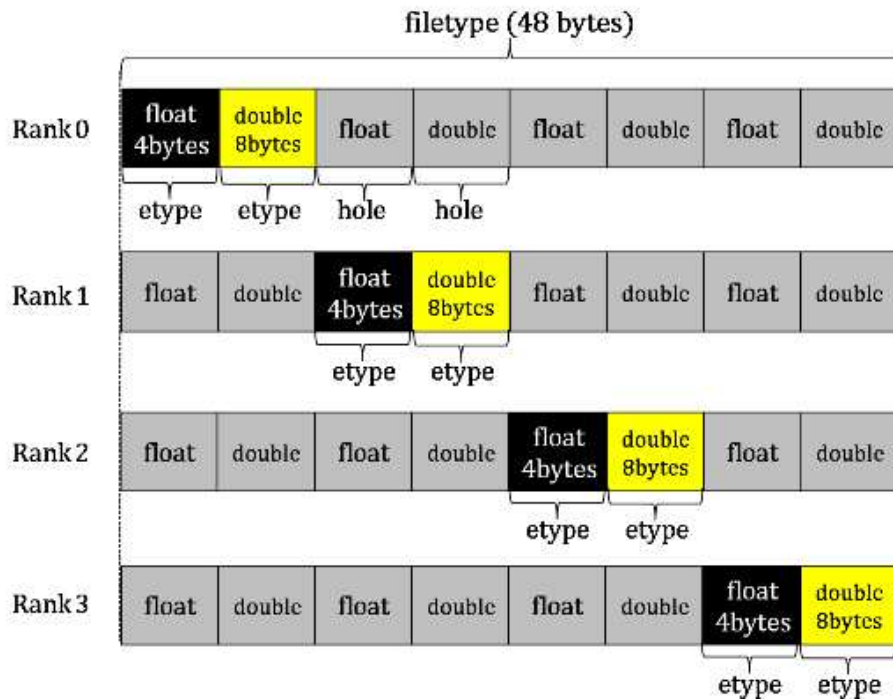 filetype (48 bytes)
Rank 0 float double float double float double float double
4bytes 8bytes
etype etype hole hole
Rank 1 float double float double float double float double
4bytes 8bytes
etype etype
Rank 2 float double float double float double float double
4bytes 8bytes
etype etype
Rank 3 float double float double float double float double
4bytes 8bytes
etype etype